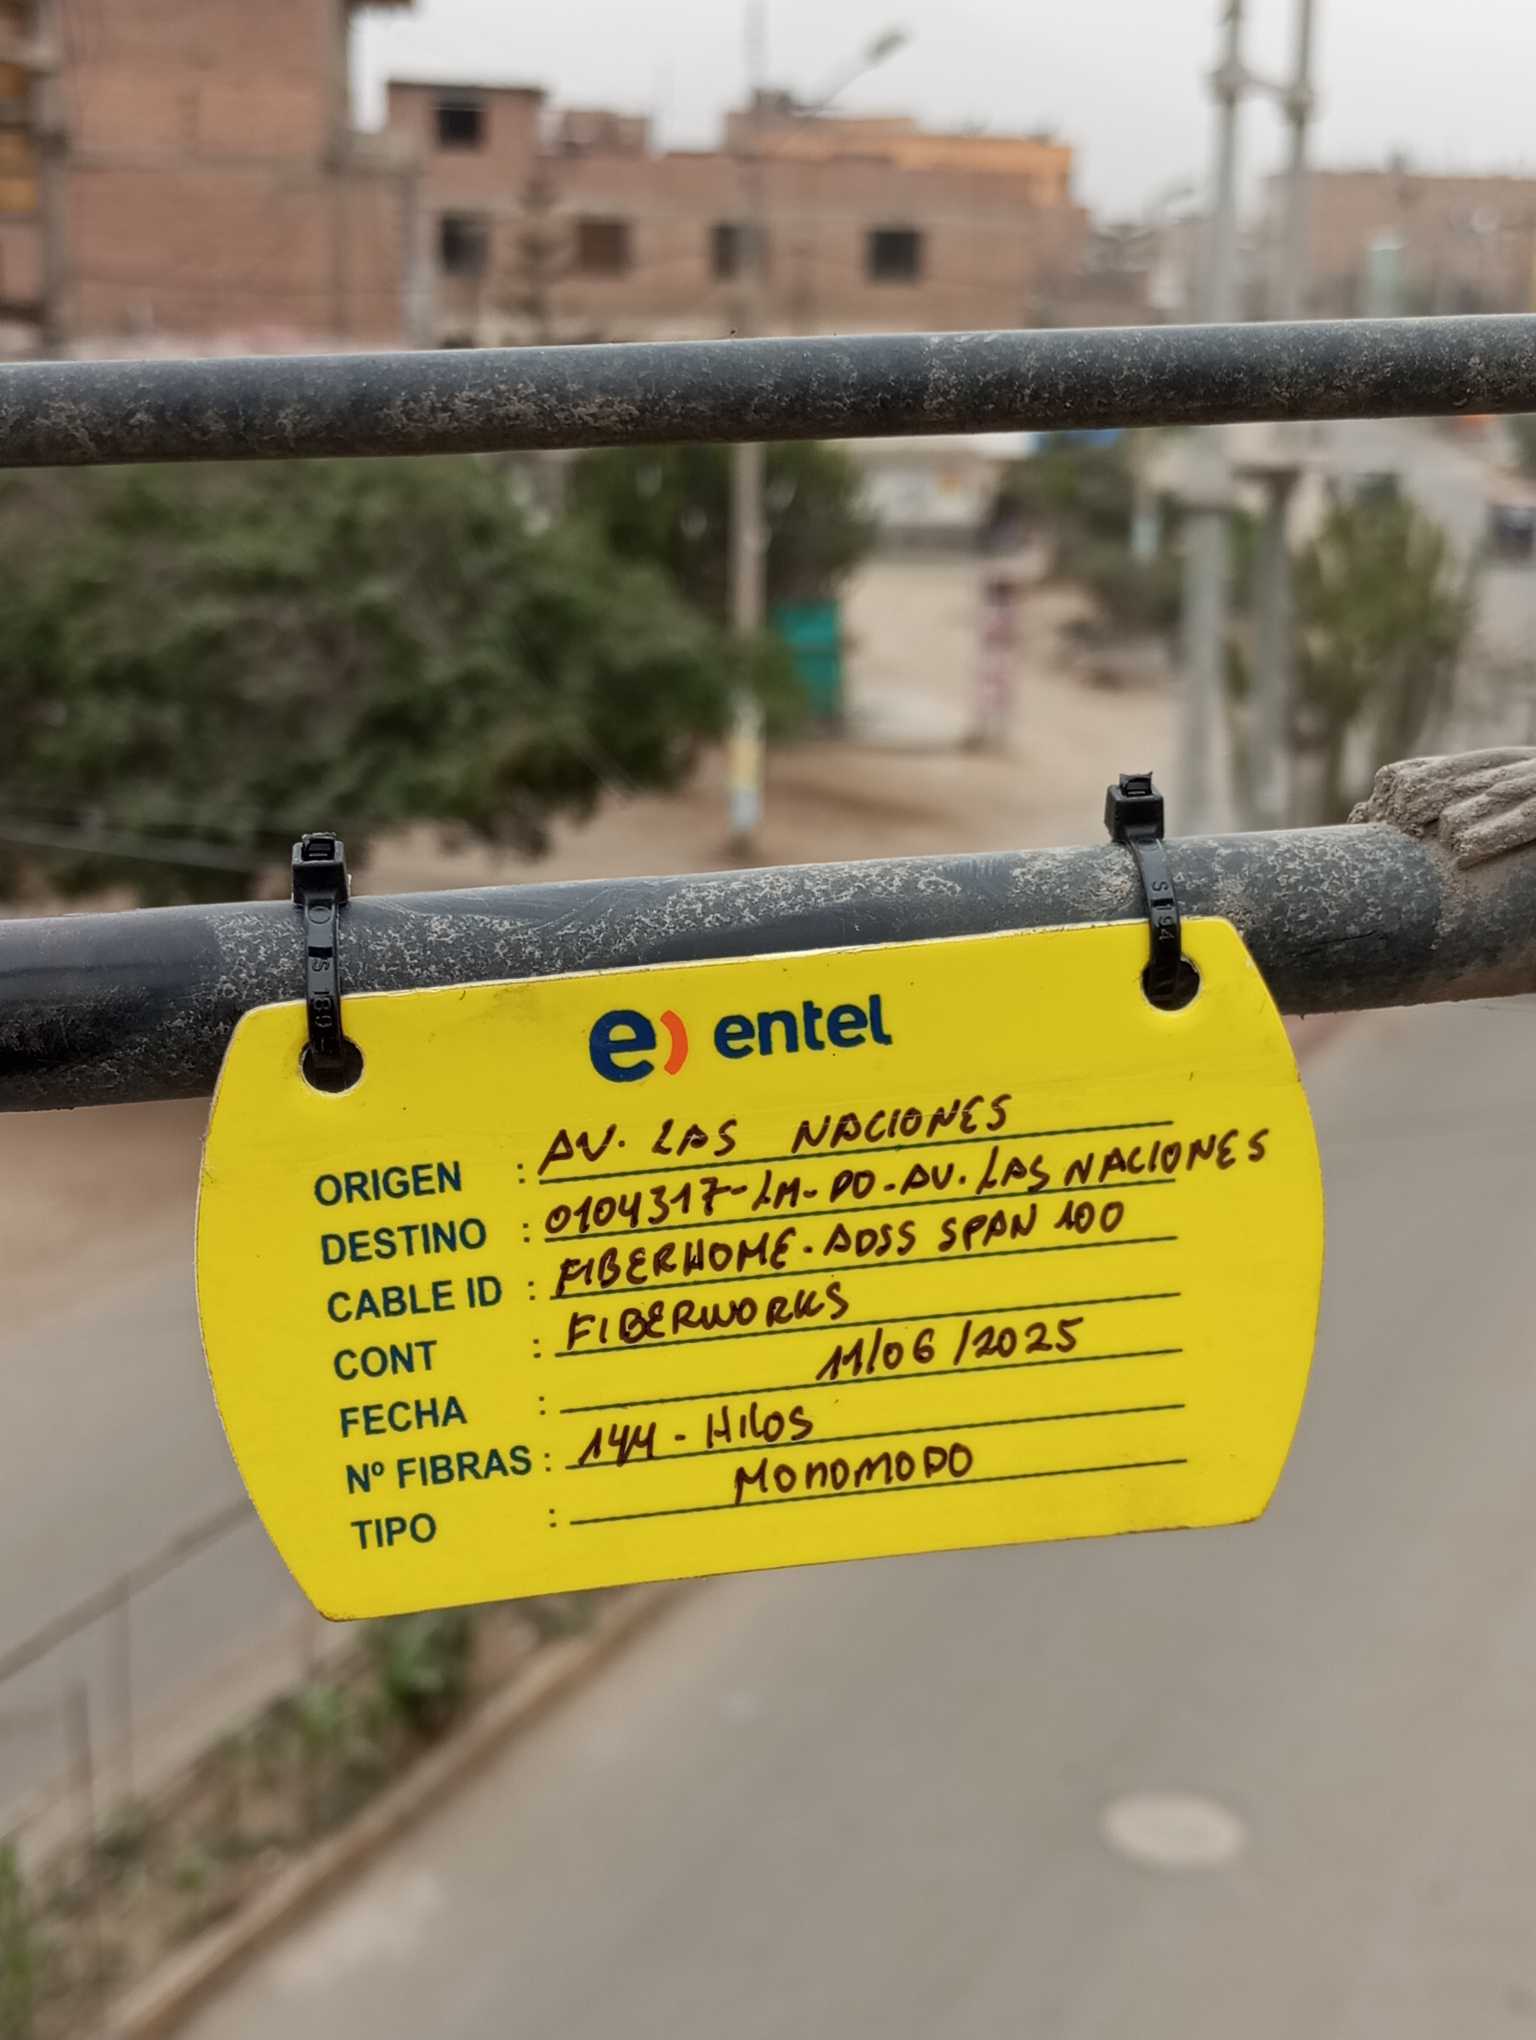 e) entel
ORIGEN : AV. LAS NACIONES
DESTINO : 0104317-LM-PO-AV. LAS NACIONES
CABLE ID : FIBERHOME-ADSS SPAN 100
CONT : FIBERWORKS
FECHA : 11/06/2025
Nº FIBRAS : 144 - HILOS
TIPO : MONOMODO